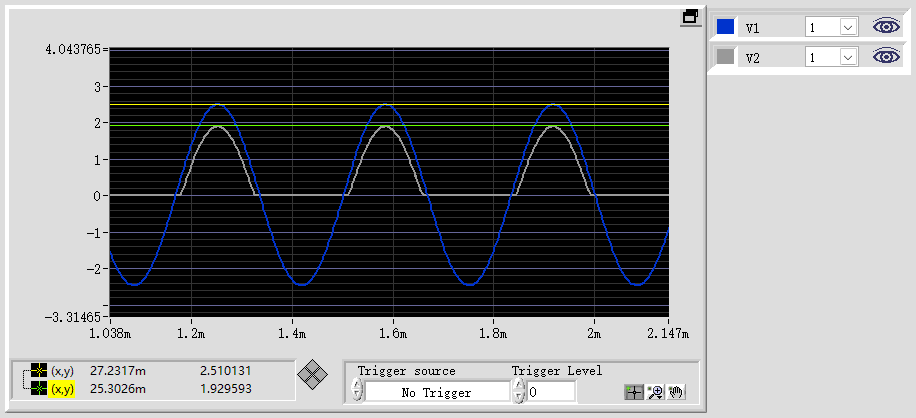 V1 1
V2 1
4.043765
3
2
1
0
-1
-2
-3.31465
1.038m 1.2m 1.4m 1.6m 1.8m 2m 2.147m
(x,y) 27.2317m 2.510131
(x,y) 25.3026m 1.929593
Trigger source Trigger Level
No Trigger 0